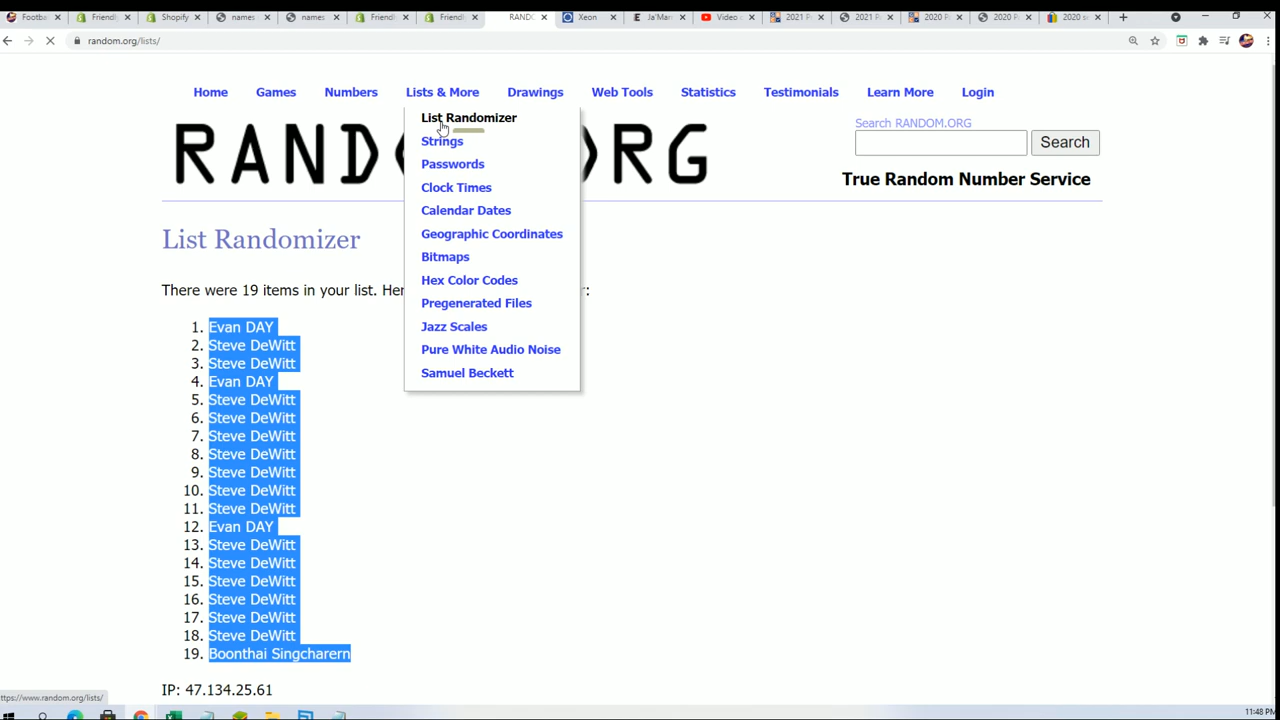 Footbal
Friendly
Shopify
names
names
Friendl
Friendl
RAND
Xeon
Ja'Marr
Video c
2021 P
2021 P
2020 P
2020 P
2020 s
random.org/lists/
Home Games Numbers Lists & More Drawings Web Tools Statistics Testimonials Learn More Login
List Randomizer
Strings
Passwords
Clock Times
Calendar Dates
Geographic Coordinates
Bitmaps
Hex Color Codes
Pregenerated Files
Jazz Scales
Pure White Audio Noise
Samuel Beckett
RAND RG
Search RANDOM.ORG
Search
True Random Number Service
List Randomizer
There were 19 items in your list. Her :
1. Evan DAY
2. Steve DeWitt
3. Steve DeWitt
4. Evan DAY
5. Steve DeWitt
6. Steve DeWitt
7. Steve DeWitt
8. Steve DeWitt
9. Steve DeWitt
10. Steve DeWitt
11. Steve DeWitt
12. Evan DAY
13. Steve DeWitt
14. Steve DeWitt
15. Steve DeWitt
16. Steve DeWitt
17. Steve DeWitt
18. Steve DeWitt
19. Boonthai Singcharern
IP: 47.134.25.61
ttps://www.random.org/lists/
11:48 PM